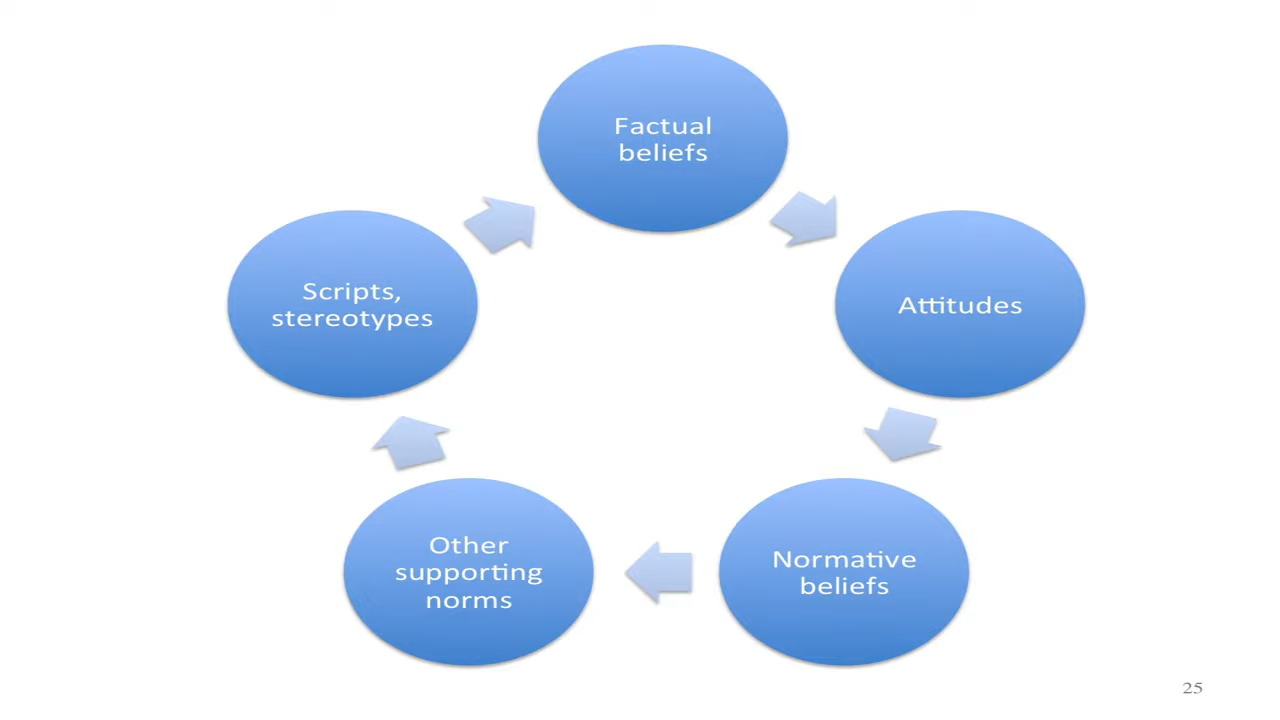 Factual
beliefs
Attitudes
Normative
beliefs
Other
supporting
norms
Scripts,
stereotypes
25